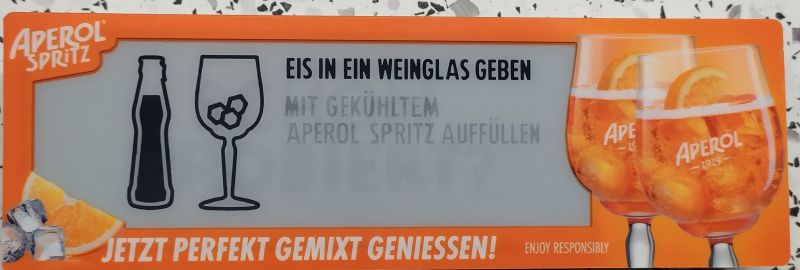 APEROL
SPRITZ
EIS IN EIN WEINGLAS GEBEN
MIT GEKÜHLTEM
APEROL SPRITZ AUFFÜLLEN
APEROL
1919
APEROL
1919
JETZT PERFEKT GEMIXT GENIESSEN!
ENJOY RESPONSIBLY